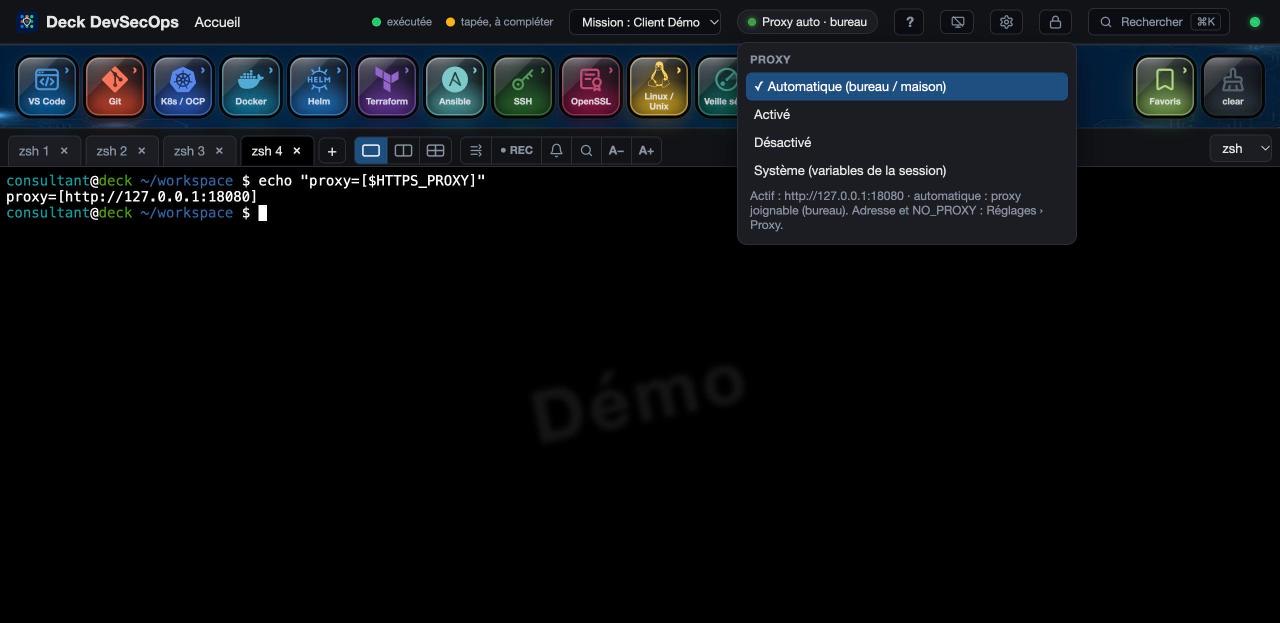 Deck DevSecOps Accueil exécutée tapée, à compléter Mission : Client Démo Proxy auto · bureau ? Rechercher ⌘K
VS Code Git K8s / OCP Docker Helm Terraform Ansible SSH OpenSSL Linux / Unix Veille sé Favoris clear
HELM
PROXY
✓ Automatique (bureau / maison)
Activé
Désactivé
Système (variables de la session)
Actif : http://127.0.0.1:18080 · automatique : proxy
joignable (bureau). Adresse et NO_PROXY : Réglages ›
Proxy.
zsh 1 × zsh 2 × zsh 3 × zsh 4 × + REC A− A+ zsh
consultant@deck ~/workspace $ echo "proxy=[$HTTPS_PROXY]"
proxy=[http://127.0.0.1:18080]
consultant@deck ~/workspace $
Démo